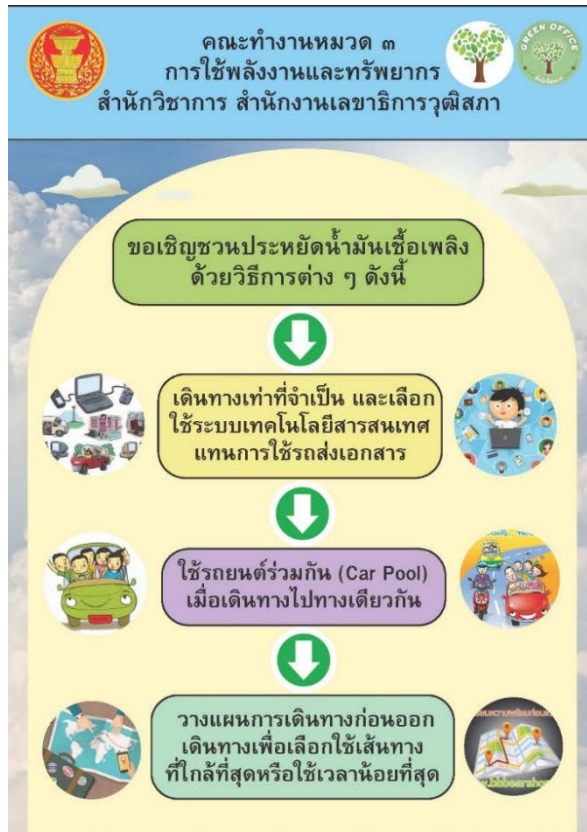 คณะทำงานหมวด ๓
การใช้พลังงานและทรัพยากร
สำนักวิชาการ สำนักงานเลขาธิการวุฒิสภา
GREEN OFFICE
ขอเชิญชวนประหยัดน้ำมันเชื้อเพลิง
ด้วยวิธีการต่าง ๆ ดังนี้
เดินทางเท่าที่จำเป็น และเลือก
ใช้ระบบเทคโนโลยีสารสนเทศ
แทนการใช้รถส่งเอกสาร
ใช้รถยนต์ร่วมกัน (Car Pool)
เมื่อเดินทางไปทางเดียวกัน
วางแผนการเดินทางก่อนออก
เดินทางเพื่อเลือกใช้เส้นทาง
ที่ใกล้ที่สุดหรือใช้เวลาน้อยที่สุด